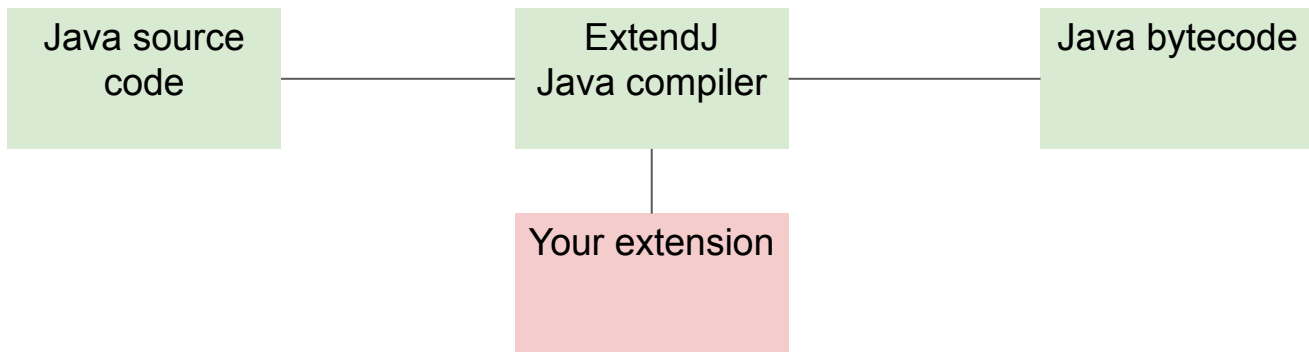 Java source
code
ExtendJ
Java compiler
Java bytecode
Your extension